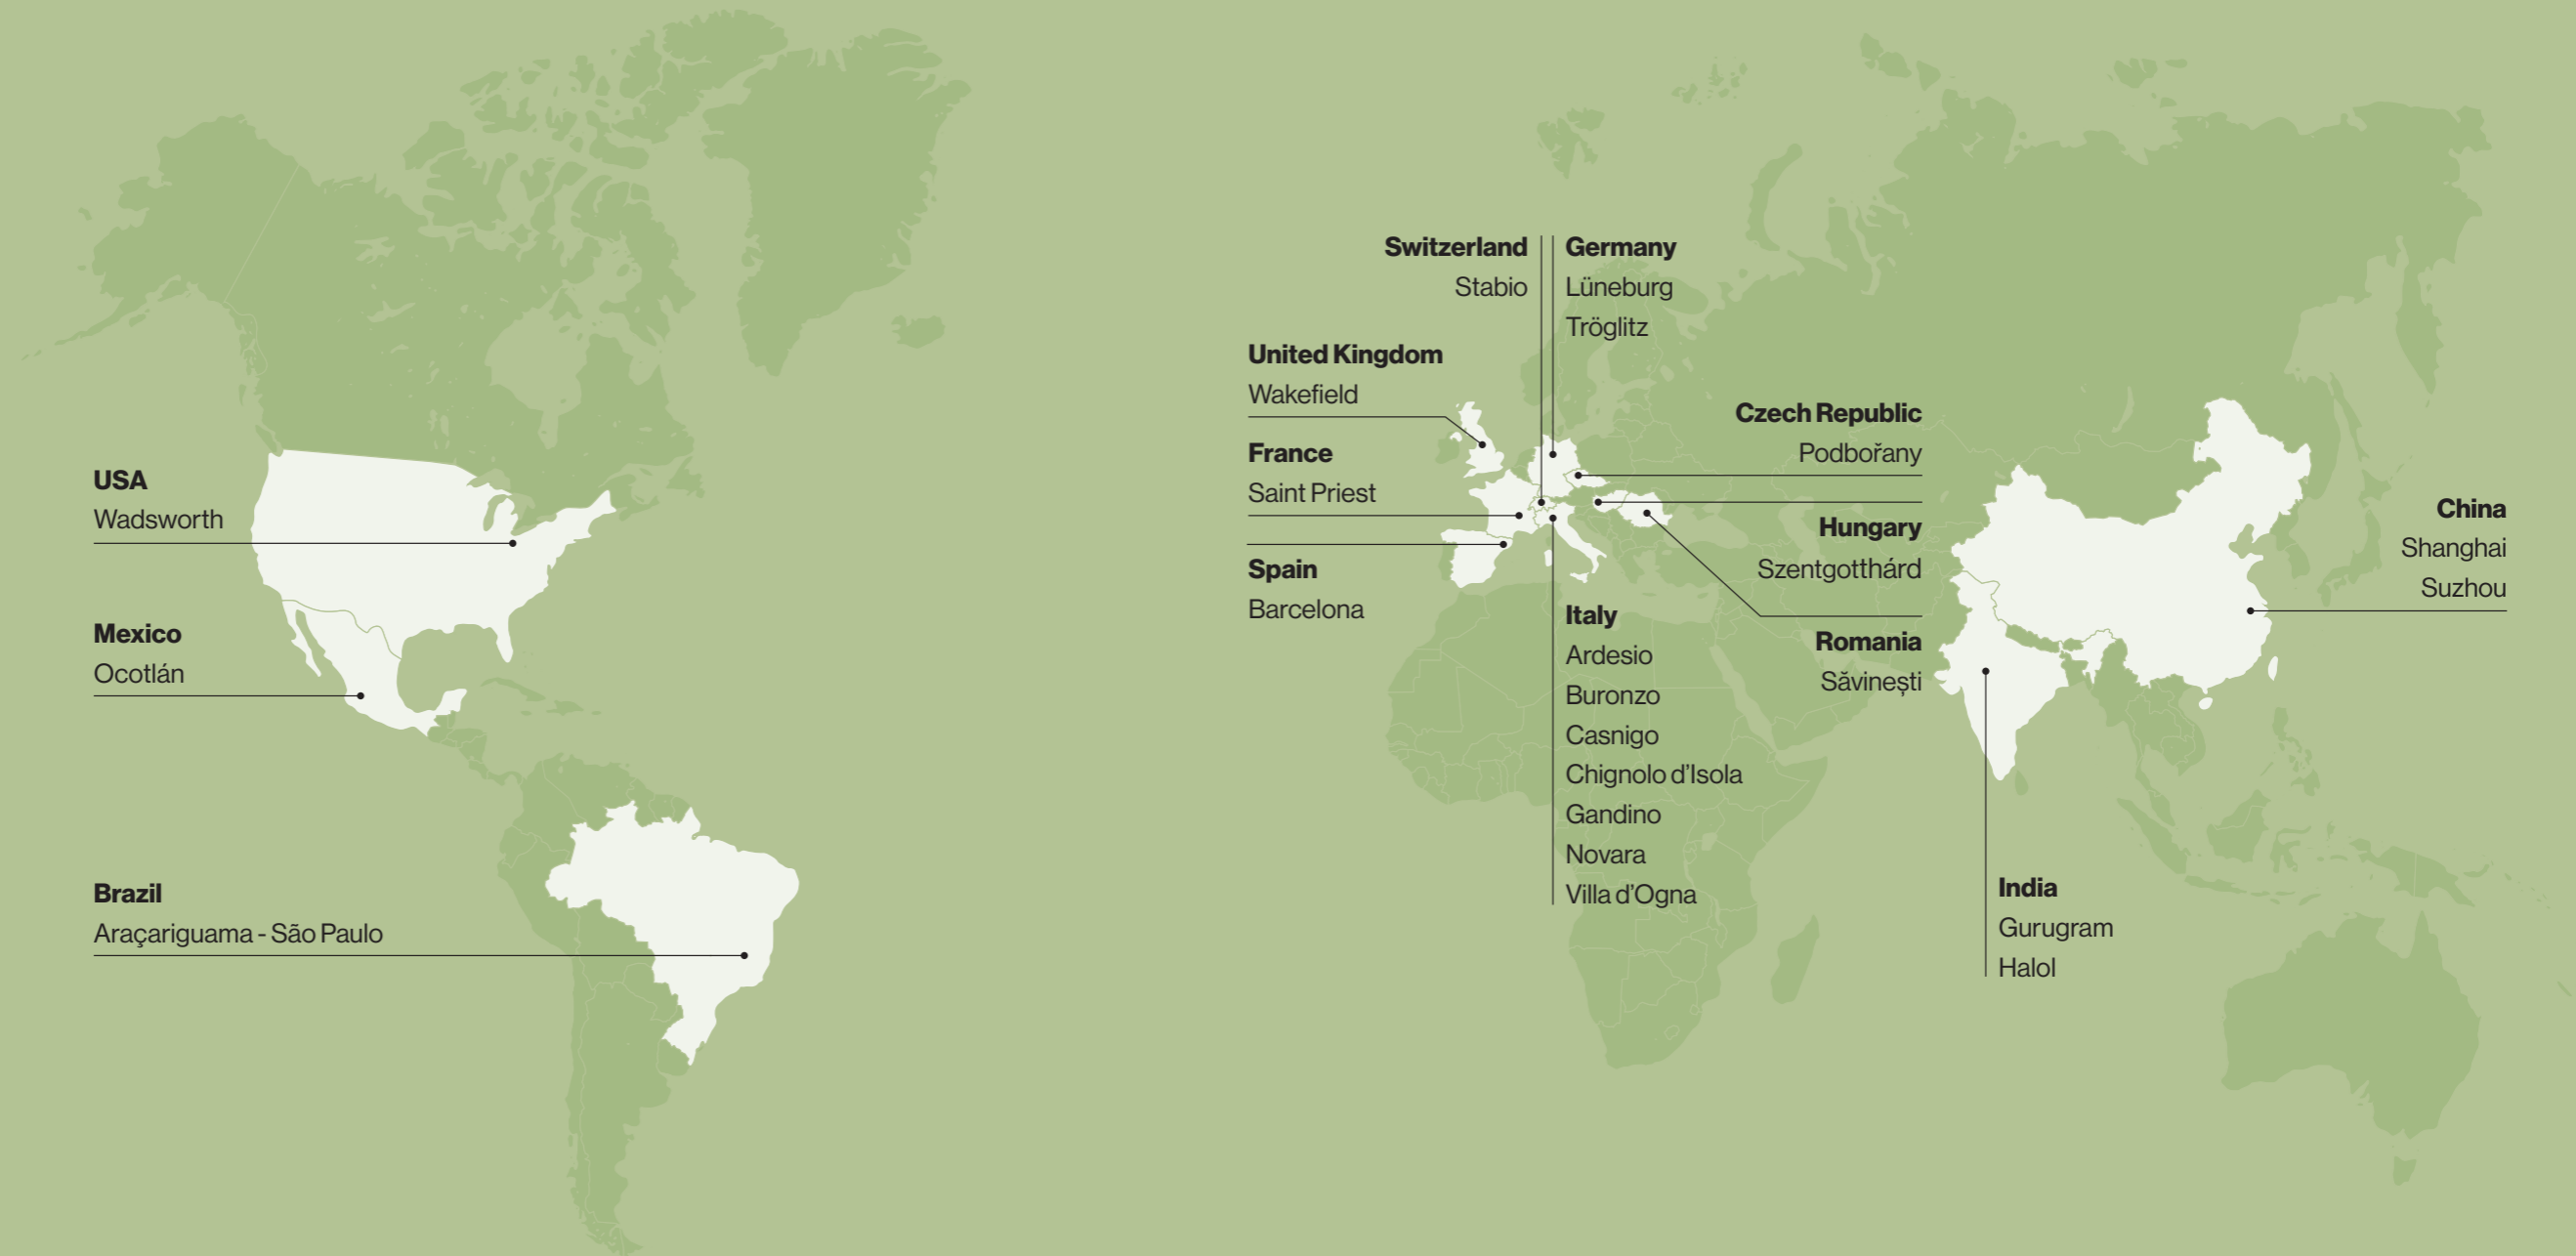 USA
Wadsworth
Mexico
Ocotlán
Brazil
Araçariguama - São Paulo
Switzerland
Stabio
Germany
Lüneburg
Tröglitz
United Kingdom
Wakefield
France
Saint Priest
Spain
Barcelona
Czech Republic
Podbořany
Hungary
Szentgotthárd
Romania
Săvinești
Italy
Ardesio
Buronzo
Casnigo
Chignolo d’Isola
Gandino
Novara
Villa d’Ogna
China
Shanghai
Suzhou
India
Gurugram
Halol